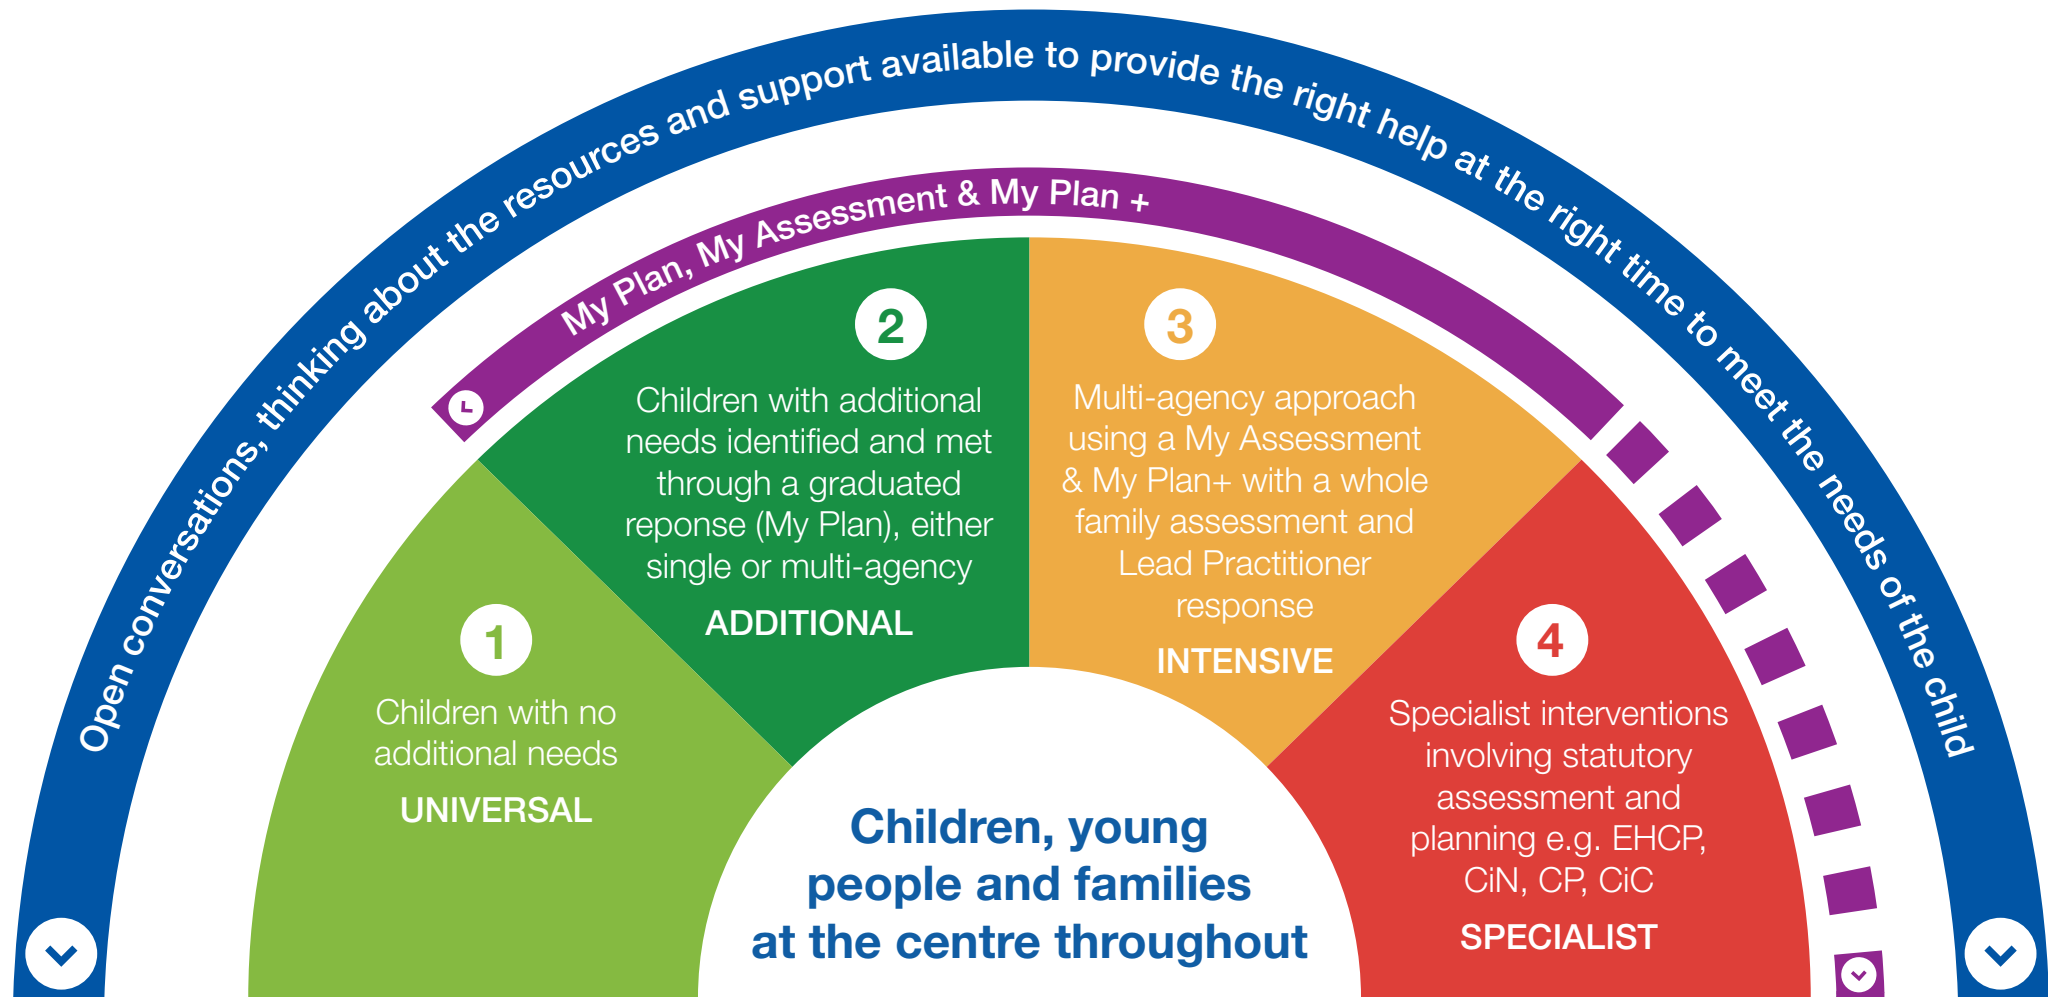 Open conversations, thinking about the resources and support available to provide the right help at the right time to meet the needs of the child
My Plan, My Assessment & My Plan +
1
Children with no
additional needs
UNIVERSAL
2
Children with additional
needs identified and met
through a graduated
reponse (My Plan), either
single or multi-agency
ADDITIONAL
3
Multi-agency approach
using a My Assessment
& My Plan+ with a whole
family assessment and
Lead Practitioner
response
INTENSIVE
4
Specialist interventions
involving statutory
assessment and
planning e.g. EHCP,
CiN, CP, CiC
SPECIALIST
Children, young
people and families
at the centre throughout